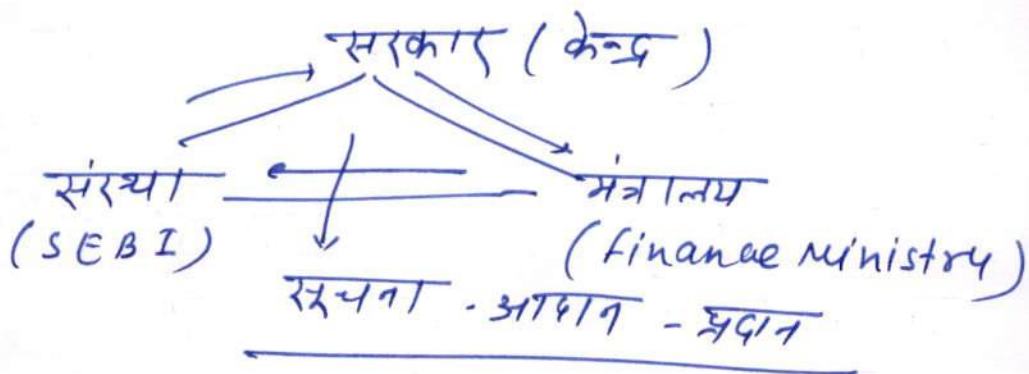 सरकार (केन्द्र)
संस्था मंत्रालय
(SEBI) (Finance Ministry)
सूचना - आदान - प्रदान